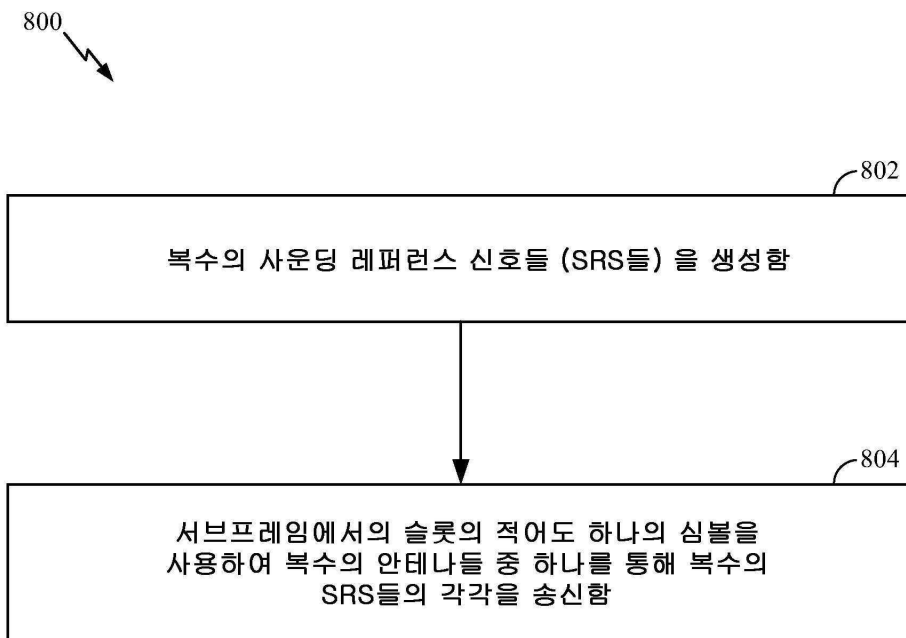 800
802
복수의 사운딩 레퍼런스 신호들 (SRS들) 을 생성함
804
서브프레임에서의 슬롯의 적어도 하나의 심볼을
사용하여 복수의 안테나들 중 하나를 통해 복수의
SRS들의 각각을 송신함